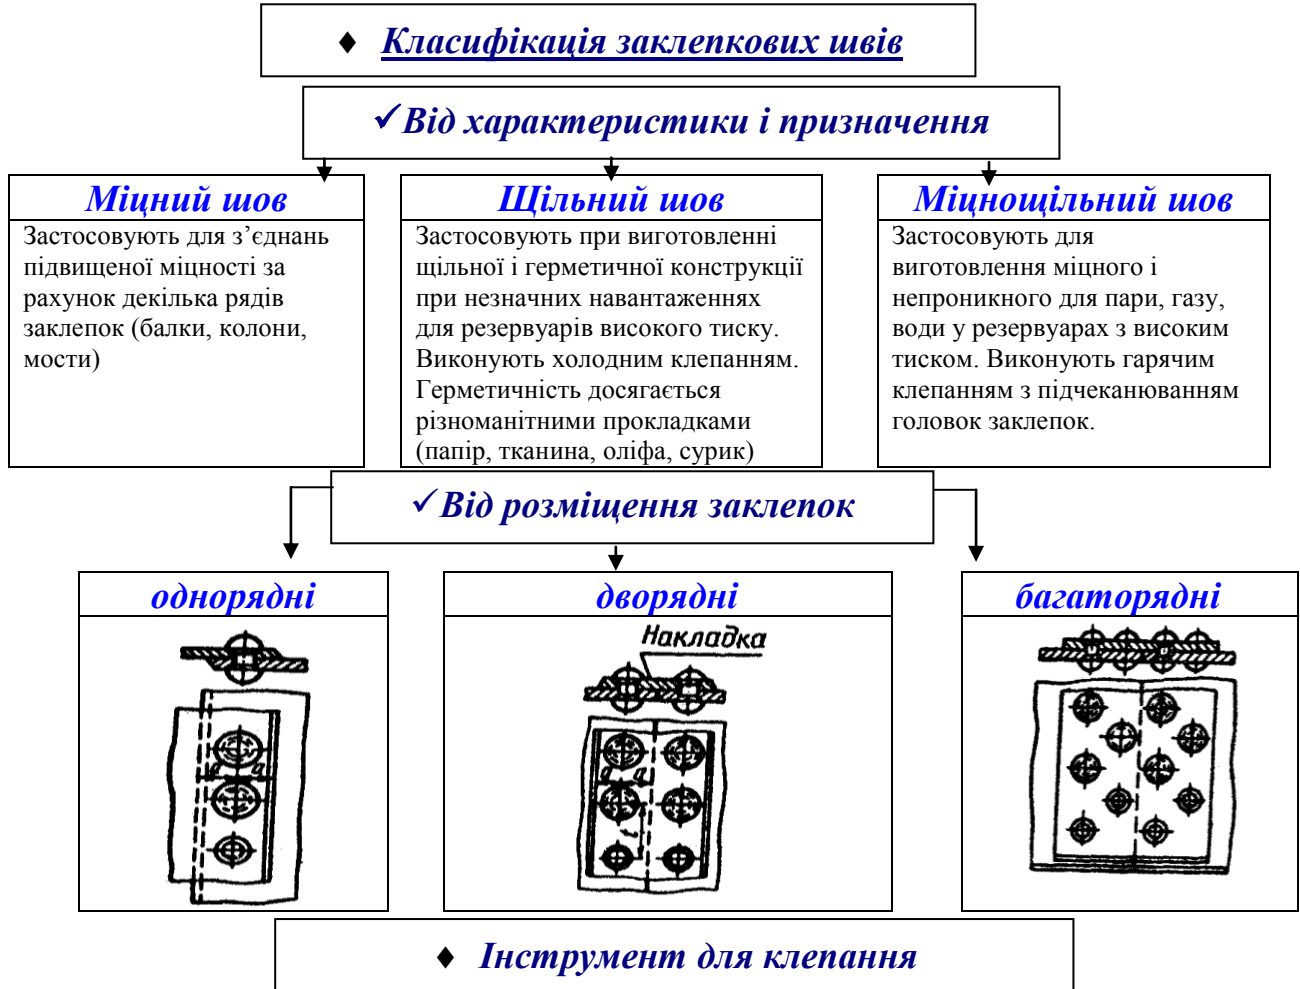 ♦ Класифікація заклепкових швів
✓Від характеристики і призначення
Міцний шов
Застосовують для з’єднань
підвищеної міцності за
рахунок декілька рядів
заклепок (балки, колони,
мости)
Щільний шов
Застосовують при виготовленні
щільної і герметичної конструкції
при незначних навантаженнях
для резервуарів високого тиску.
Виконують холодним клепанням.
Герметичність досягається
різноманітними прокладками
(папір, тканина, оліфа, сурик)
Міцнощільний шов
Застосовують для
виготовлення міцного і
непроникного для пари, газу,
води у резервуарах з високим
тиском. Виконують гарячим
клепанням з підчеканюванням
головок заклепок.
✓Від розміщення заклепок
однорядні
a a
дворядні
Накладка
a a
t
багаторядні
♦ Інструмент для клепання